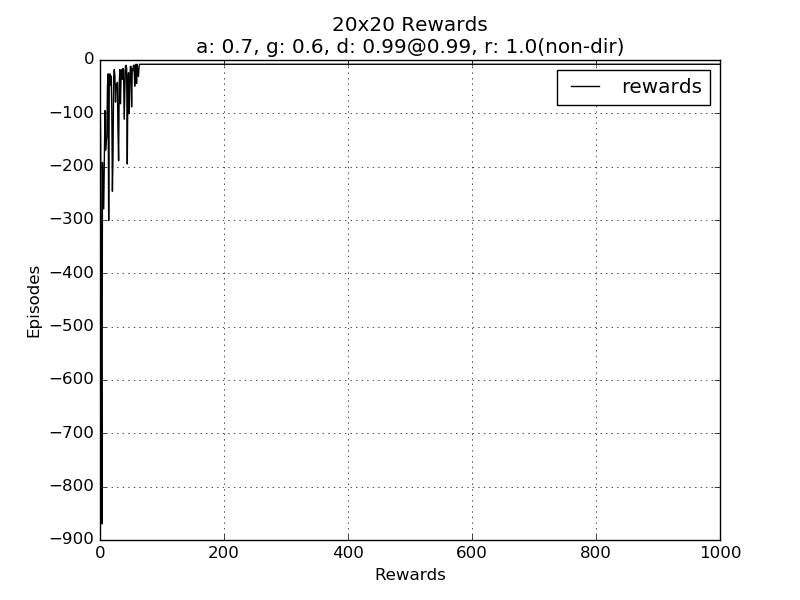 20x20 Rewards
a: 0.7, g: 0.6, d: 0.99@0.99, r: 1.0(non-dir)
rewards
0
−100
−200
−300
−400
−500
−600
−700
−800
−900
Episodes
0 200 400 600 800 1000
Rewards